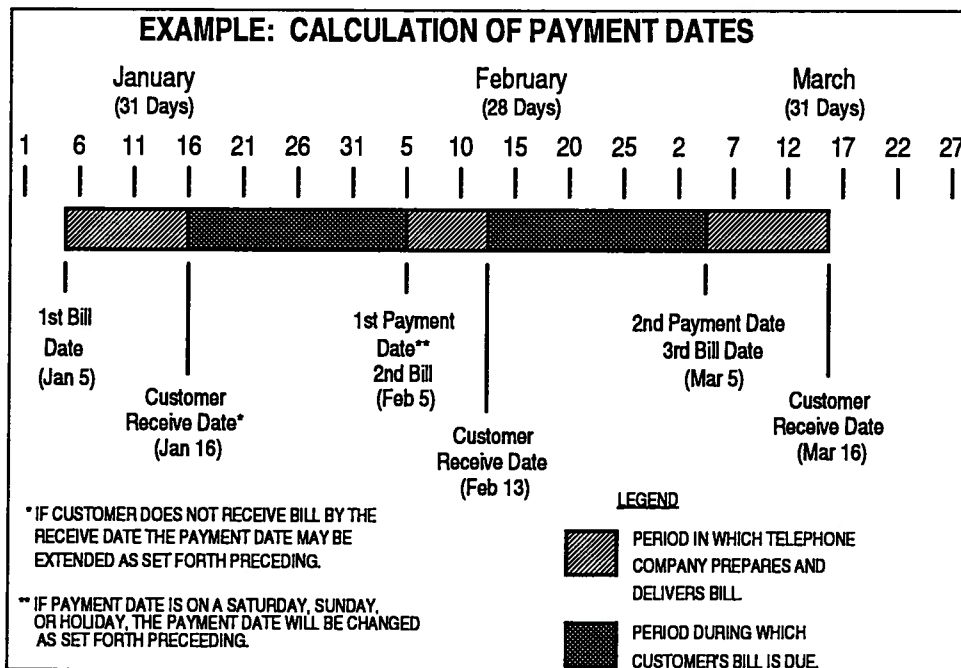 EXAMPLE: CALCULATION OF PAYMENT DATES
January February March
(31 Days) (28 Days) (31 Days)
1 6 11 16 21 26 31 5 10 15 20 25 2 7 12 17 22 27
1st Bill
Date
(Jan 5)
Customer
Receive Date*
(Jan 16)
1st Payment
Date**
2nd Bill
(Feb 5)
Customer
Receive Date
(Feb 13)
2nd Payment Date
3rd Bill Date
(Mar 5)
Customer
Receive Date
(Mar 16)
* IF CUSTOMER DOES NOT RECEIVE BILL BY THE
RECEIVE DATE THE PAYMENT DATE MAY BE
EXTENDED AS SET FORTH PRECEDING.
** IF PAYMENT DATE IS ON A SATURDAY, SUNDAY,
OR HOLIDAY, THE PAYMENT DATE WILL BE CHANGED
AS SET FORTH PRECEEDING.
LEGEND
PERIOD IN WHICH TELEPHONE
COMPANY PREPARES AND
DELIVERS BILL.
PERIOD DURING WHICH
CUSTOMER'S BILL IS DUE.